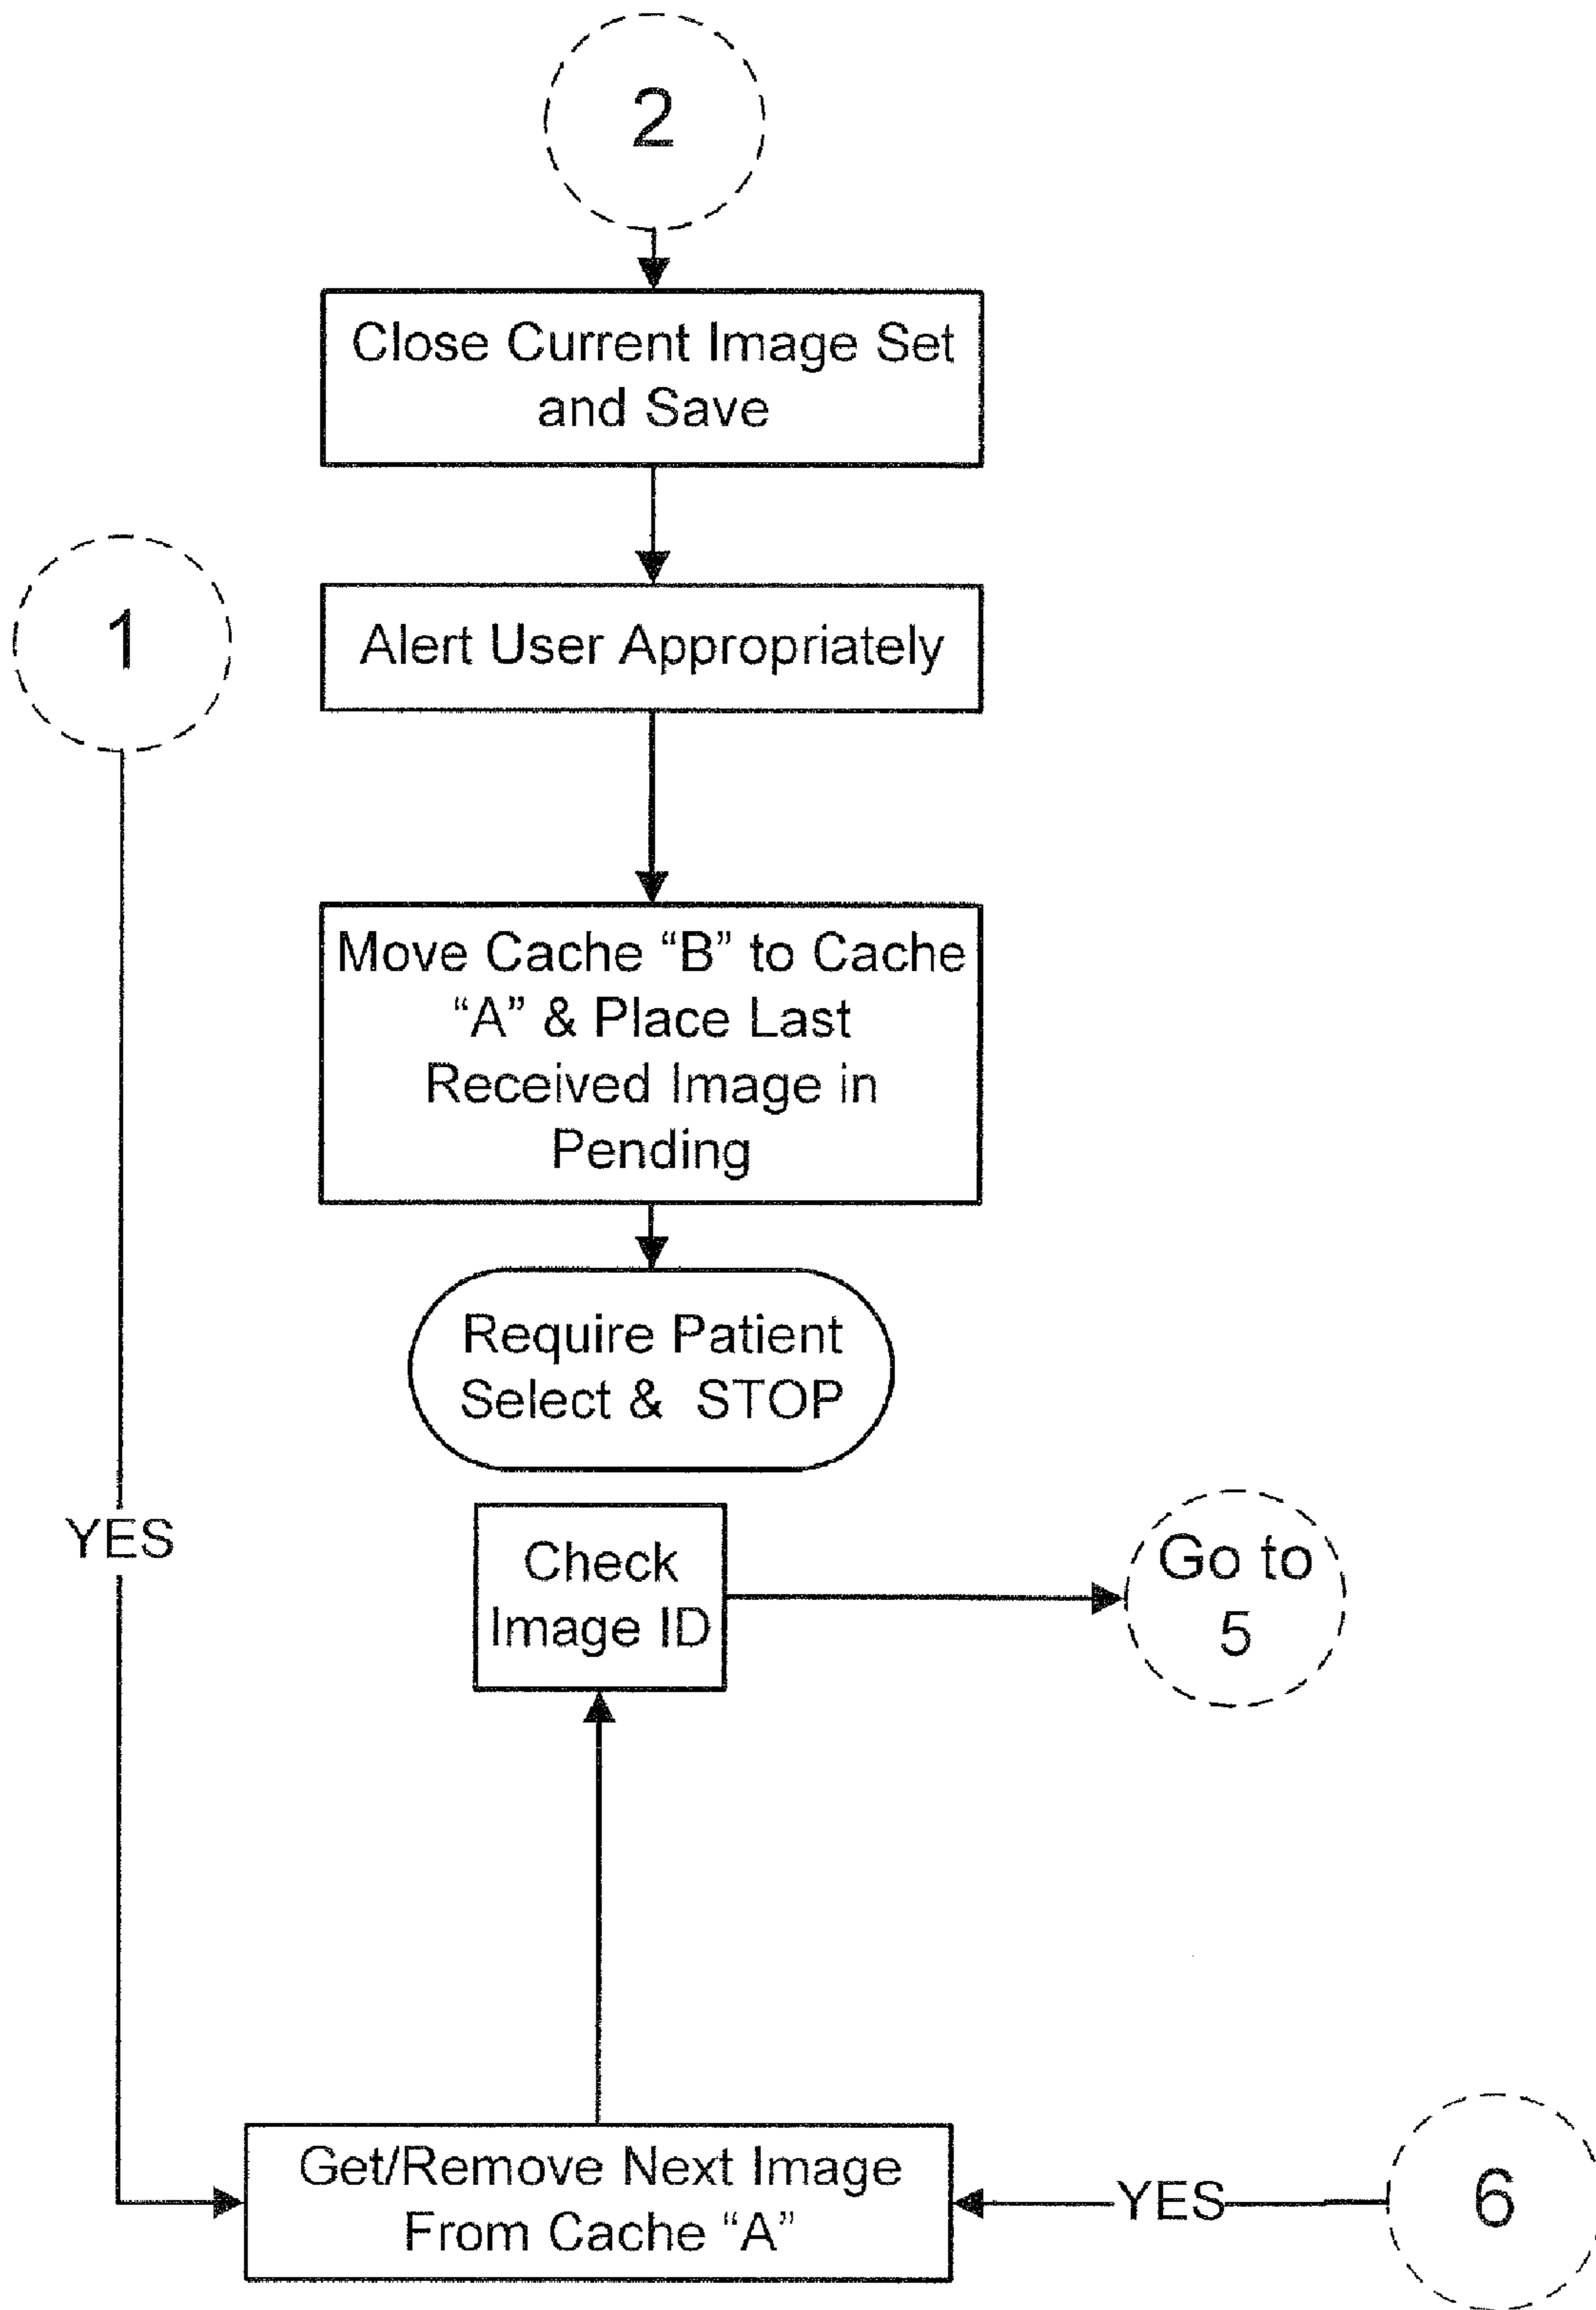 2
Close Current Image Set
and Save
1
Alert User Appropriately
Move Cache “B” to Cache
“A” & Place Last
Received Image in
Pending
Require Patient
Select & STOP
YES
Check
Image ID
Go to
5
Get/Remove Next Image
From Cache “A”
YES
6